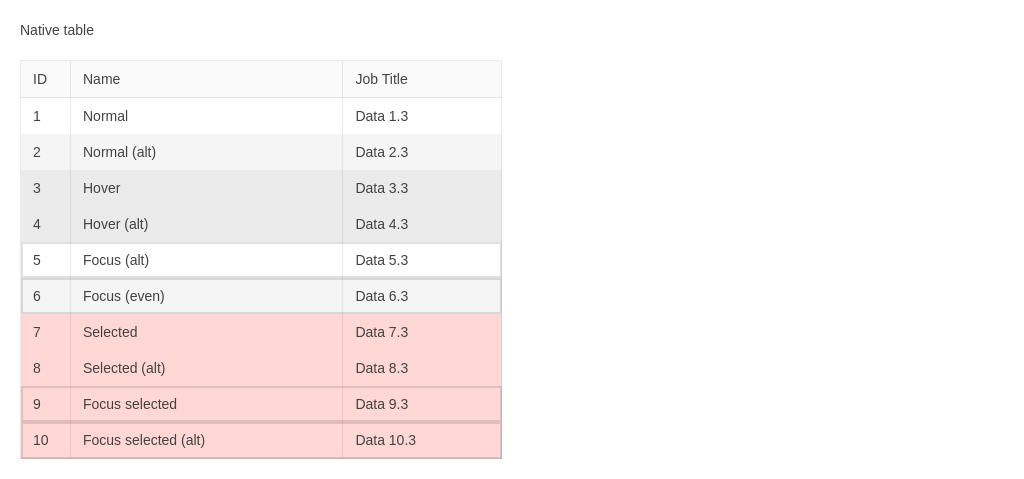 Native table
ID Name Job Title
1 Normal Data 1.3
2 Normal (alt) Data 2.3
3 Hover Data 3.3
4 Hover (alt) Data 4.3
5 Focus (alt) Data 5.3
6 Focus (even) Data 6.3
7 Selected Data 7.3
8 Selected (alt) Data 8.3
9 Focus selected Data 9.3
10 Focus selected (alt) Data 10.3